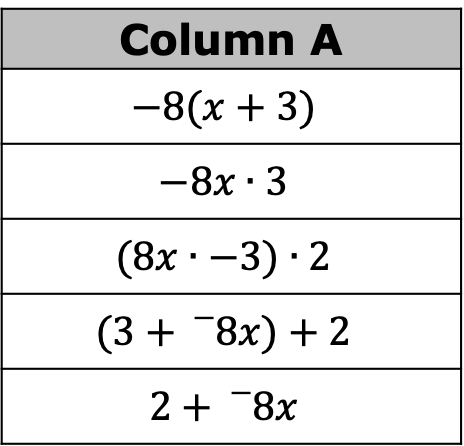 Column A
−8(x + 3)
−8x · 3
(8x · −3) · 2
(3 + ⁻8x) + 2
2 + ⁻8x